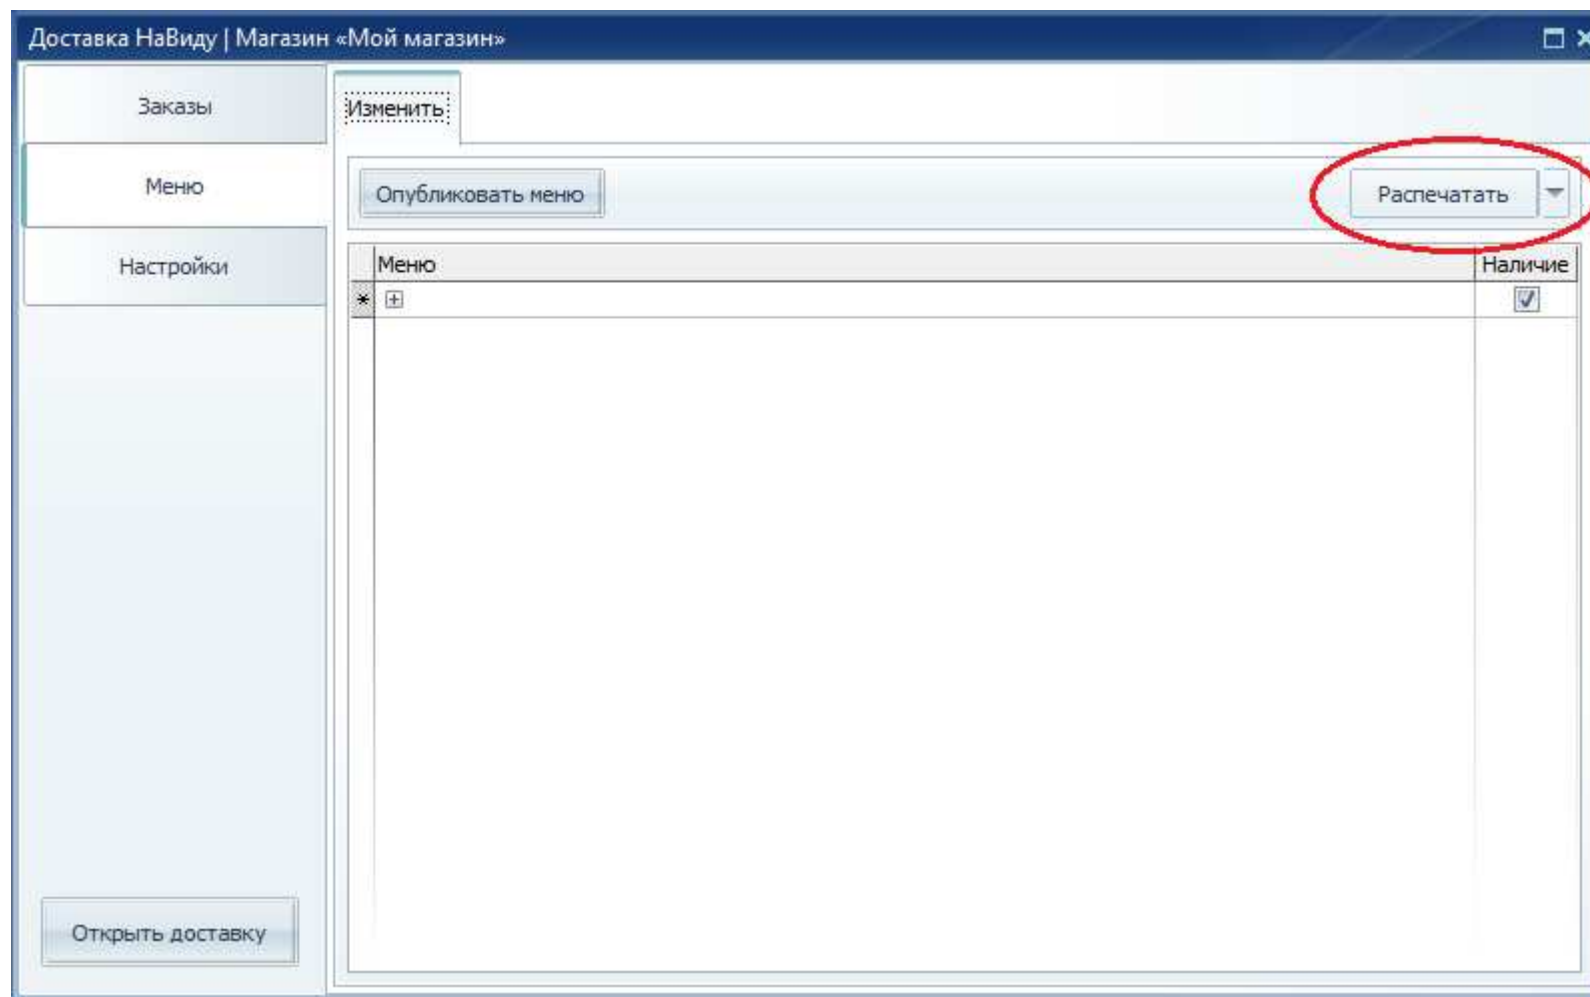 Доставка НаВиду | Магазин «Мой магазин»
Заказы
Меню
Настройки
Открыть доставку
Изменить
Опубликовать меню
Распечатать
Меню
Наличие